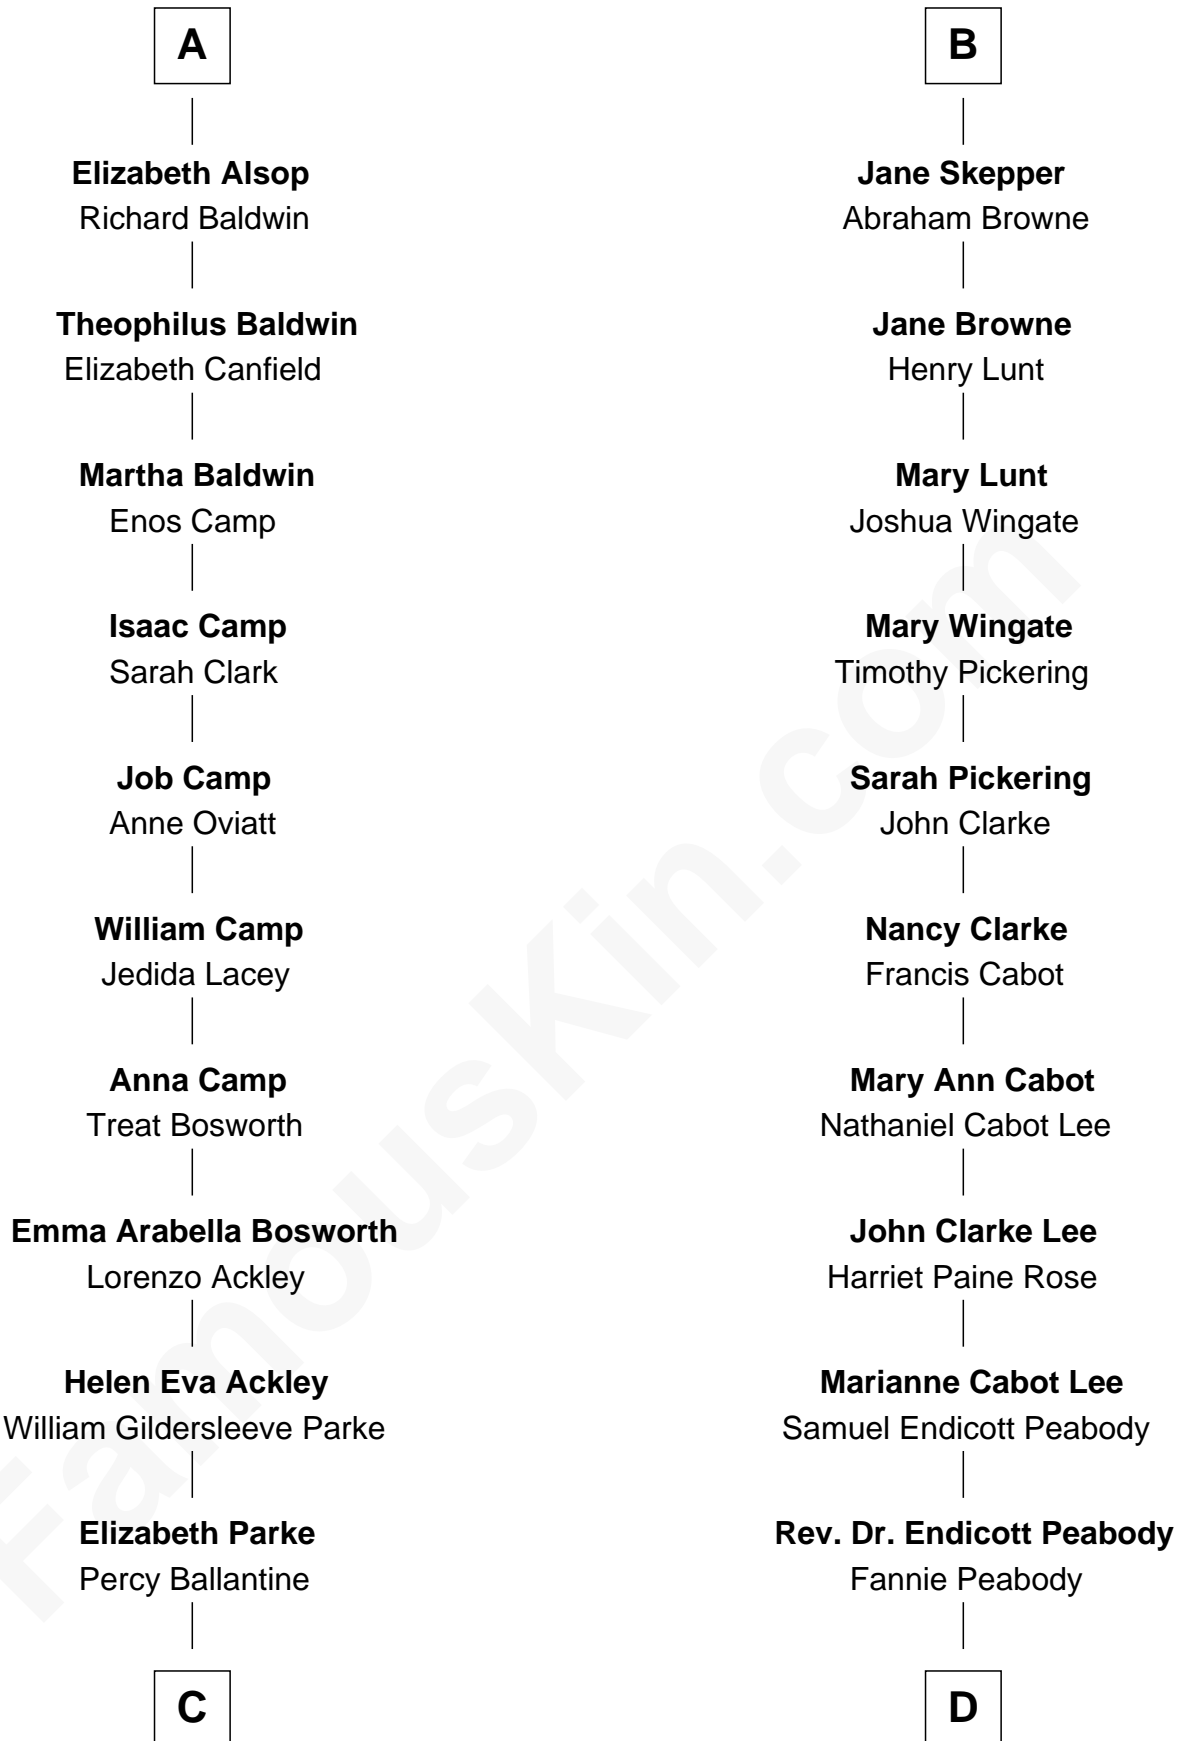 A
Elizabeth Alsop
Richard Baldwin
Theophilus Baldwin
Elizabeth Canfield
Martha Baldwin
Enos Camp
Isaac Camp
Sarah Clark
Job Camp
Anne Oviatt
William Camp
Jedida Lacey
Anna Camp
Treat Bosworth
Emma Arabella Bosworth
Lorenzo Ackley
Helen Eva Ackley
William Gildersleeve Parke
Elizabeth Parke
Percy Ballantine
C
B
Jane Skepper
Abraham Browne
Jane Browne
Henry Lunt
Mary Lunt
Joshua Wingate
Mary Wingate
Timothy Pickering
Sarah Pickering
John Clarke
Nancy Clarke
Francis Cabot
Mary Ann Cabot
Nathaniel Cabot Lee
John Clarke Lee
Harriet Paine Rose
Marianne Cabot Lee
Samuel Endicott Peabody
Rev. Dr. Endicott Peabody
Fannie Peabody
D
FamousKin.com